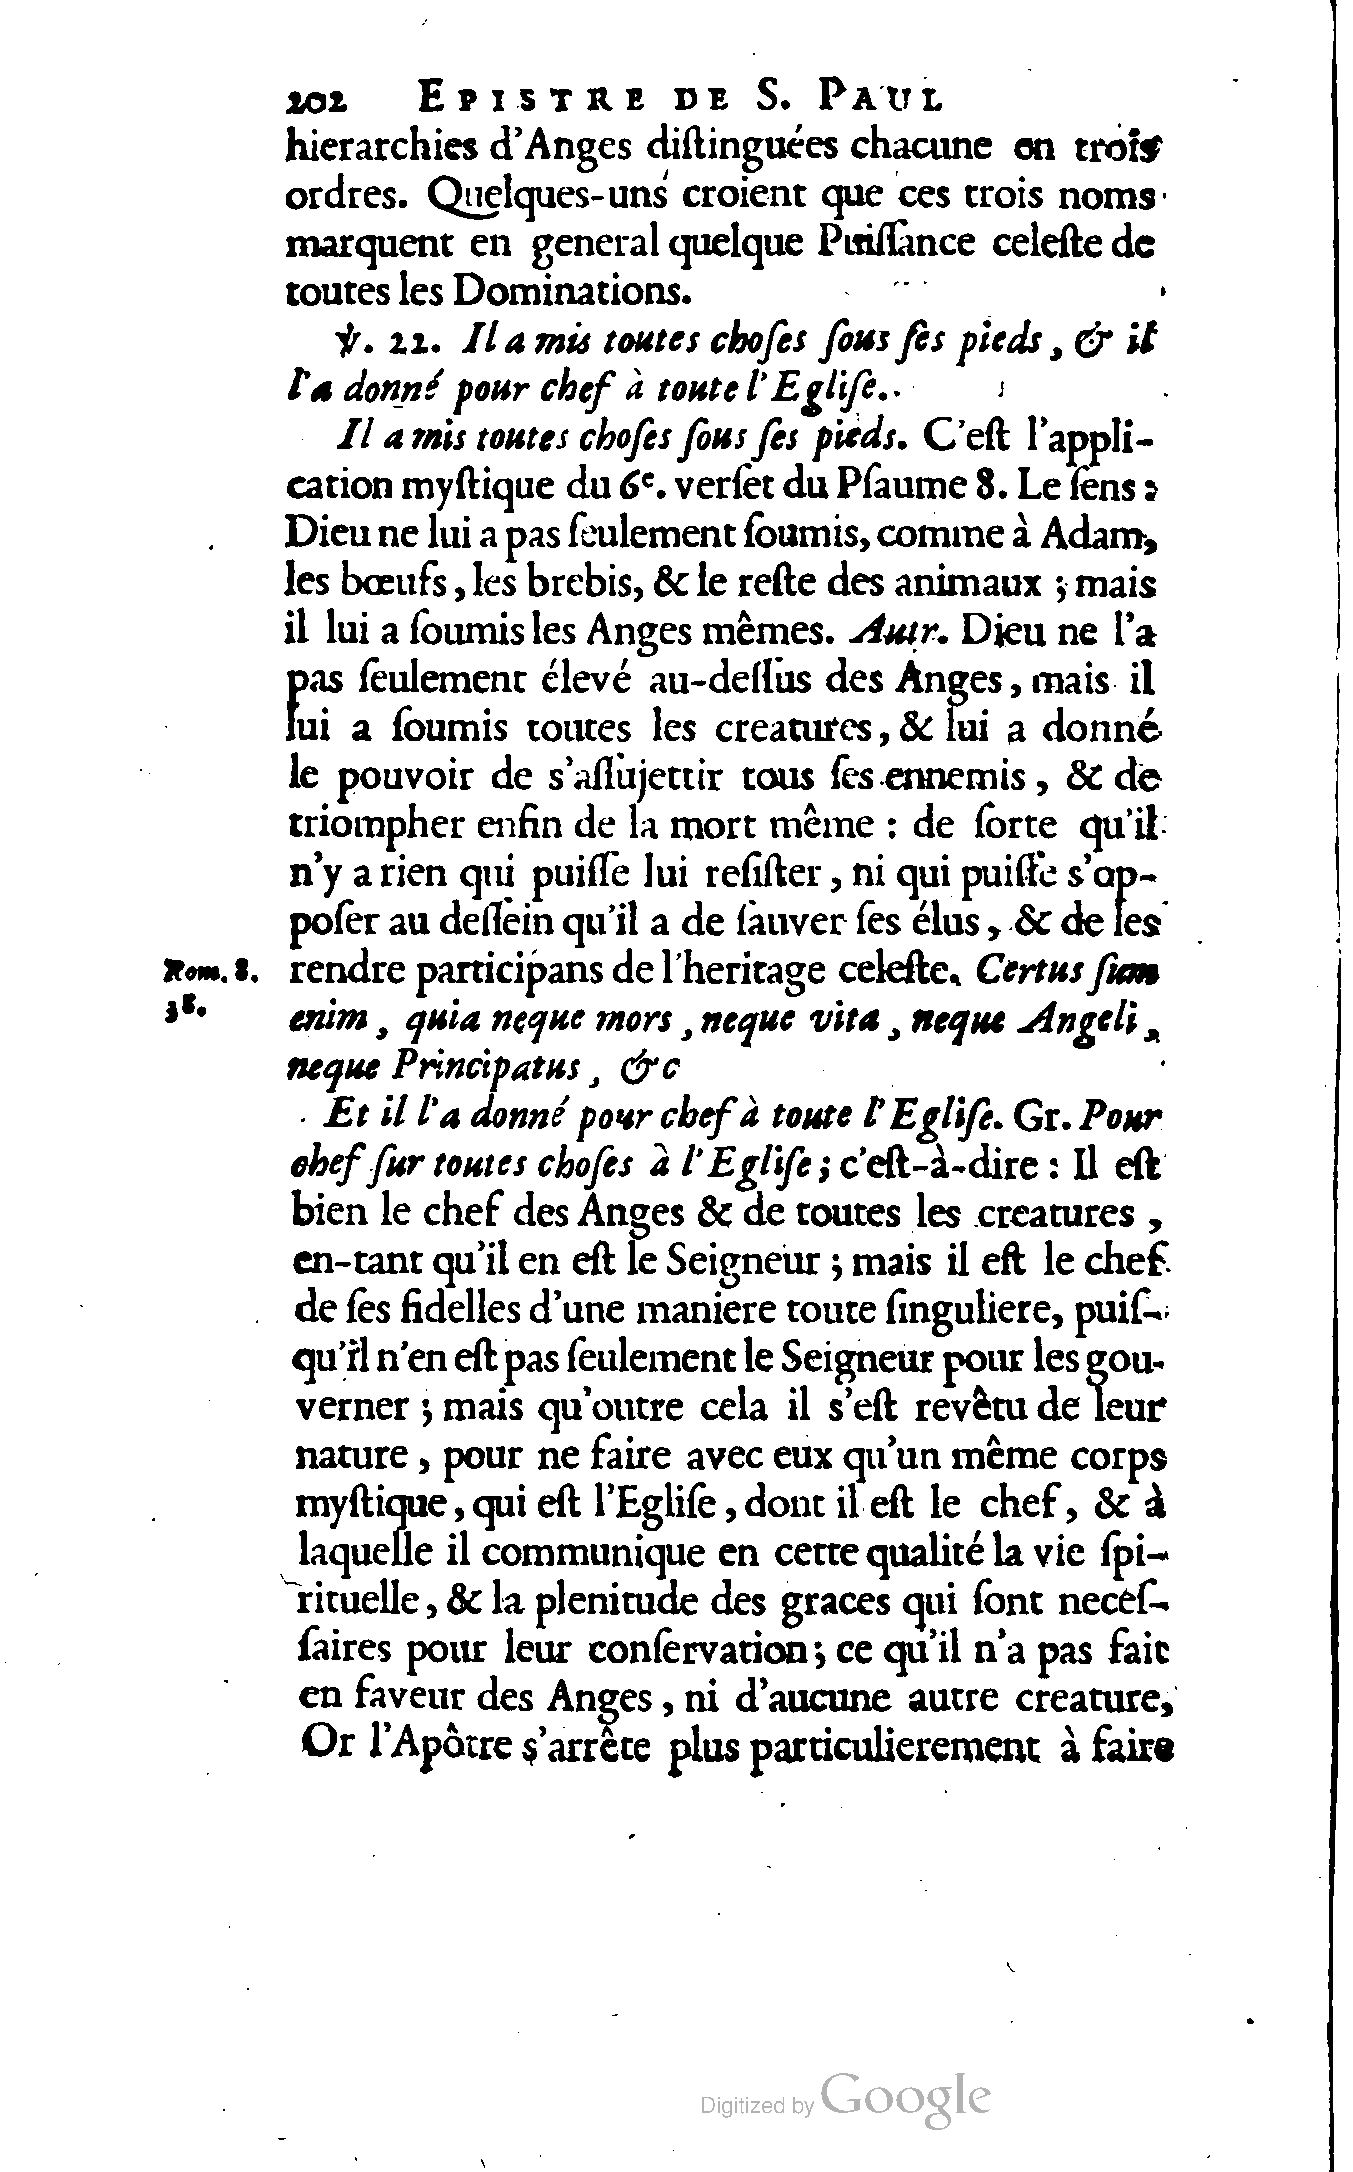 202 EPISTRE DE S. PAUL
hierarchies d'Anges diſtinguées chacune en trois
ordres. Quelques-uns croient que ces trois noms
marquent en general quelque Puiſſance celeſte de
toutes les Dominations.
℣. 22. Il a mis toutes choſes ſous ſes pieds, & il
l'a donné pour chef à toute l'Egliſe.
Il a mis toutes choſes ſous ſes pieds. C'eſt l'appli-
cation myſtique du 6e. verſet du Pſaume 8. Le ſens :
Dieu ne lui a pas ſeulement ſoumis, comme à Adam,
les bœufs, les brebis, & le reſte des animaux ; mais
il lui a ſoumis les Anges mêmes. Autr. Dieu ne l'a
pas ſeulement élevé au-deſſus des Anges, mais il
lui a ſoumis toutes les creatures, & lui a donné
le pouvoir de s'aſſujettir tous ſes ennemis, & de
triompher enfin de la mort même : de ſorte qu'il
n'y a rien qui puiſſe lui reſiſter, ni qui puiſſe s'op-
poſer au deſſein qu'il a de ſauver ſes élus, & de les
rendre participans de l'heritage celeſte. Certus ſum
Rom. 8.
38.
enim, quia neque mors, neque vita, neque Angeli,
neque Principatus, &c
Et il l'a donné pour chef à toute l'Egliſe. Gr. Pour
chef ſur toutes choſes à l'Egliſe ; c'eſt-à-dire : Il eſt
bien le chef des Anges & de toutes les creatures,
en-tant qu'il en eſt le Seigneur ; mais il eſt le chef
de ſes fidelles d'une maniere toute ſinguliere, puiſ-
qu'il n'en eſt pas ſeulement le Seigneur pour les gou-
verner ; mais qu'outre cela il s'eſt revêtu de leur
nature, pour ne faire avec eux qu'un même corps
myſtique, qui eſt l'Egliſe, dont il eſt le chef, & à
laquelle il communique en cette qualité la vie ſpi-
rituelle, & la plenitude des graces qui ſont neceſ-
ſaires pour leur conſervation ; ce qu'il n'a pas fait
en faveur des Anges, ni d'aucune autre creature,
Or l'Apôtre s'arrête plus particulierement à faire
Digitized by Google